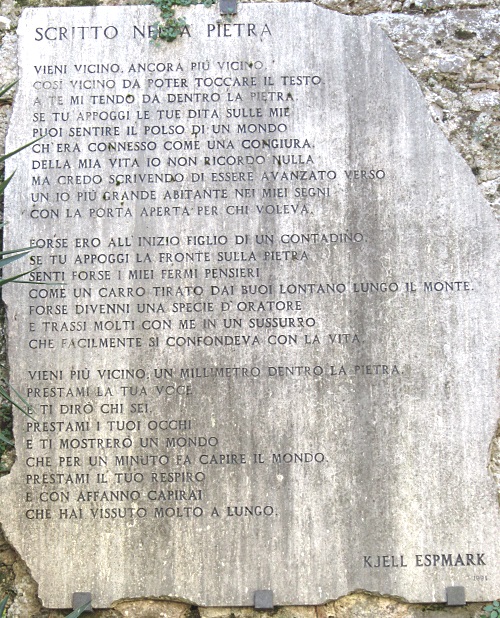 SCRITTO NELLA PIETRA
VIENI VICINO, ANCORA PIÙ VICINO,
COSÌ VICINO DA POTER TOCCARE IL TESTO.
A TE MI TENDO DA DENTRO LA PIETRA.
SE TU APPOGGI LE TUE DITA SULLE MIE
PUOI SENTIRE IL POLSO DI UN MONDO
CH'ERA CONNESSO COME UNA CONGIURA.
DELLA MIA VITA IO NON RICORDO NULLA
MA CREDO SCRIVENDO DI ESSERE AVANZATO VERSO
UN IO PIÙ GRANDE ABITANTE NEI MIEI SEGNI
CON LA PORTA APERTA PER CHI VOLEVA.
FORSE ERO ALL'INIZIO FIGLIO DI UN CONTADINO.
SE TU APPOGGI LA FRONTE SULLA PIETRA
SENTI FORSE I MIEI FERMI PENSIERI
COME UN CARRO TIRATO DAI BUOI LONTANO LUNGO IL MONTE.
FORSE DIVENNI UNA SPECIE D'ORATORE
E TRASSI MOLTI CON ME IN UN SUSSURRO
CHE FACILMENTE SI CONFONDEVA CON LA VITA.
VIENI PIÙ VICINO, UN MILLIMETRO DENTRO LA PIETRA.
PRESTAMI LA TUA VOCE
E TI DIRÒ CHI SEI.
PRESTAMI I TUOI OCCHI
E TI MOSTRERÒ UN MONDO
CHE PER UN MINUTO FA CAPIRE IL MONDO.
PRESTAMI IL TUO RESPIRO
E CON AFFANNO CAPIRAI
CHE HAI VISSUTO MOLTO A LUNGO.
KJELL ESPMARK